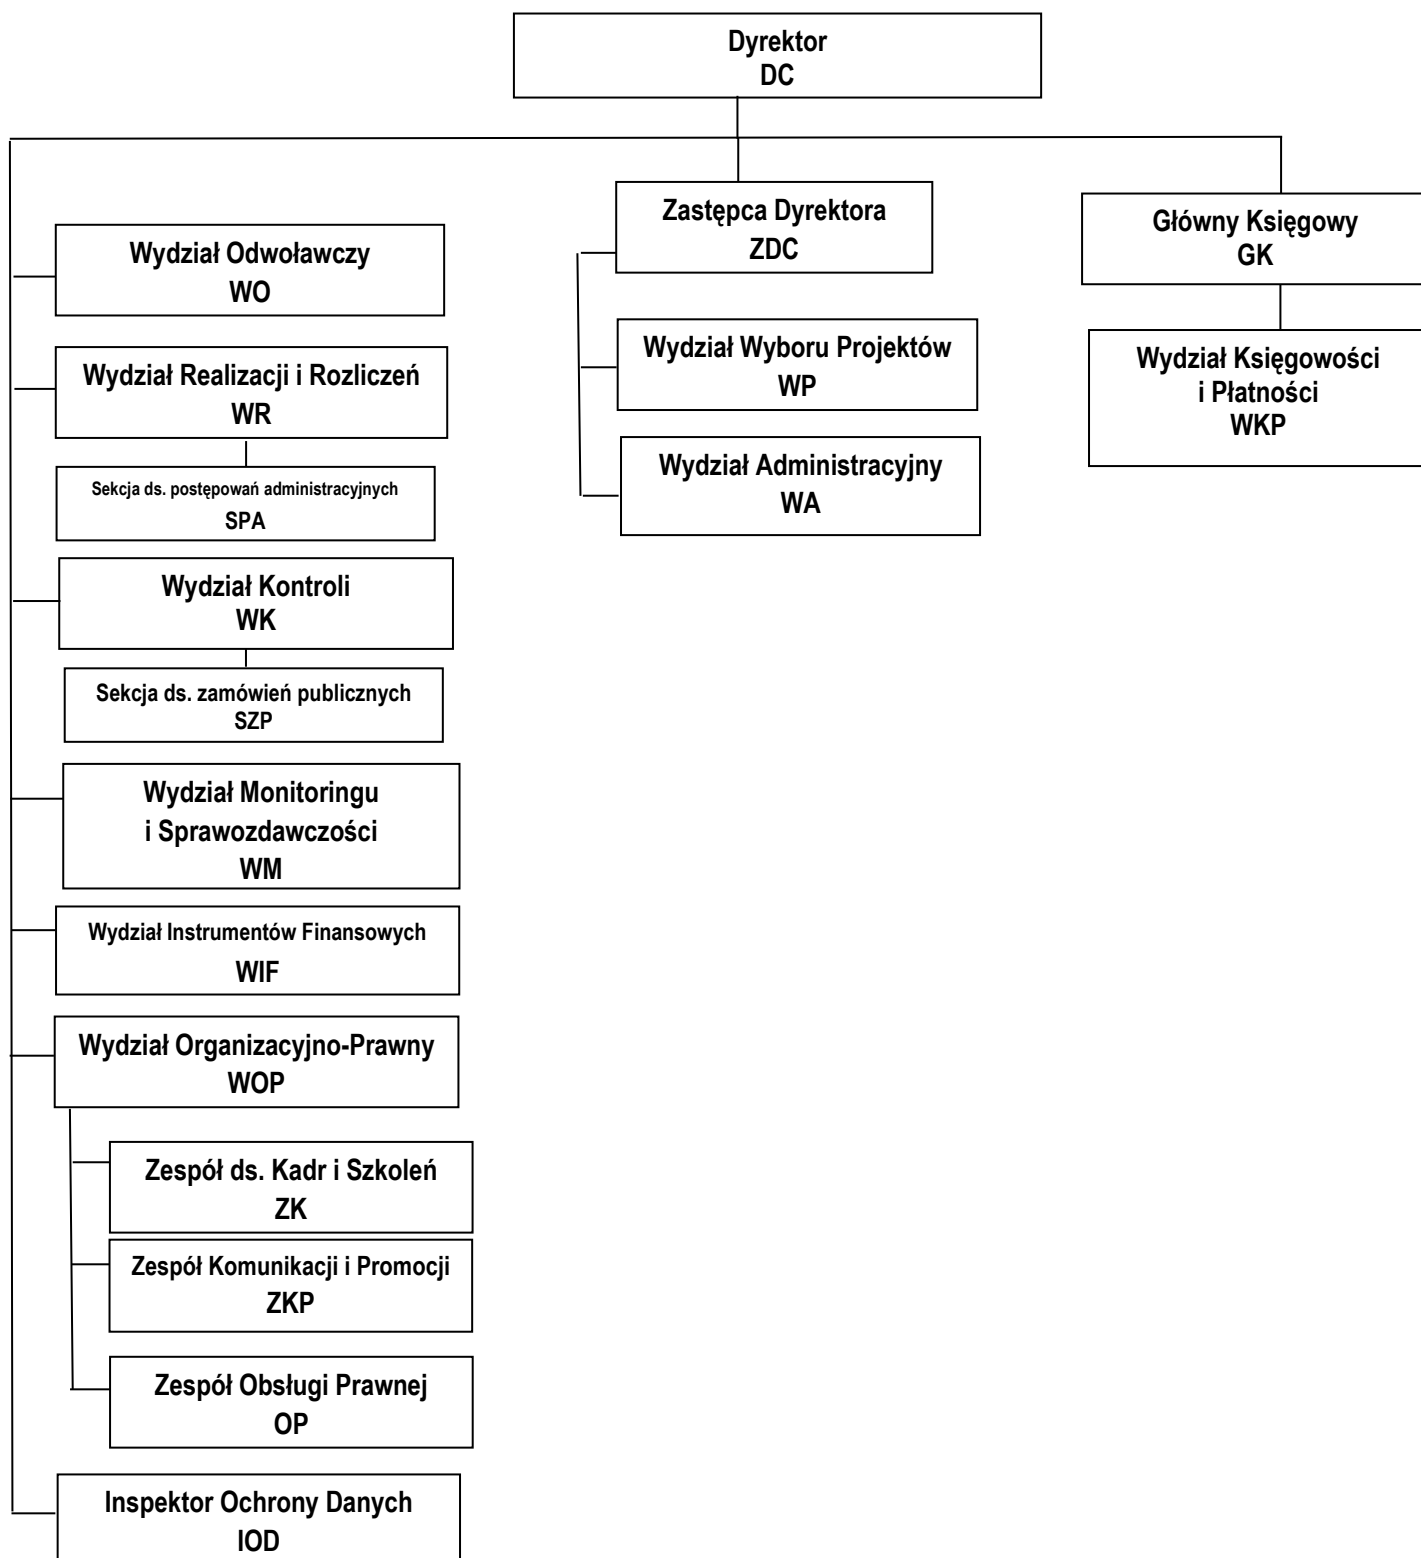 Dyrektor
DC
Zastępca Dyrektora
ZDC
Główny Księgowy
GK
Wydział Odwoławczy
WO
Wydział Wyboru Projektów
WP
Wydział Księgowości
i Płatności
WKP
Wydział Realizacji i Rozliczeń
WR
Wydział Administracyjny
WA
Sekcja ds. postępowań administracyjnych
SPA
Wydział Kontroli
WK
Sekcja ds. zamówień publicznych
SZP
Wydział Monitoringu
i Sprawozdawczości
WM
Wydział Instrumentów Finansowych
WIF
Wydział Organizacyjno-Prawny
WOP
Zespół ds. Kadr i Szkoleń
ZK
Zespół Komunikacji i Promocji
ZKP
Zespół Obsługi Prawnej
OP
Inspektor Ochrony Danych
IOD